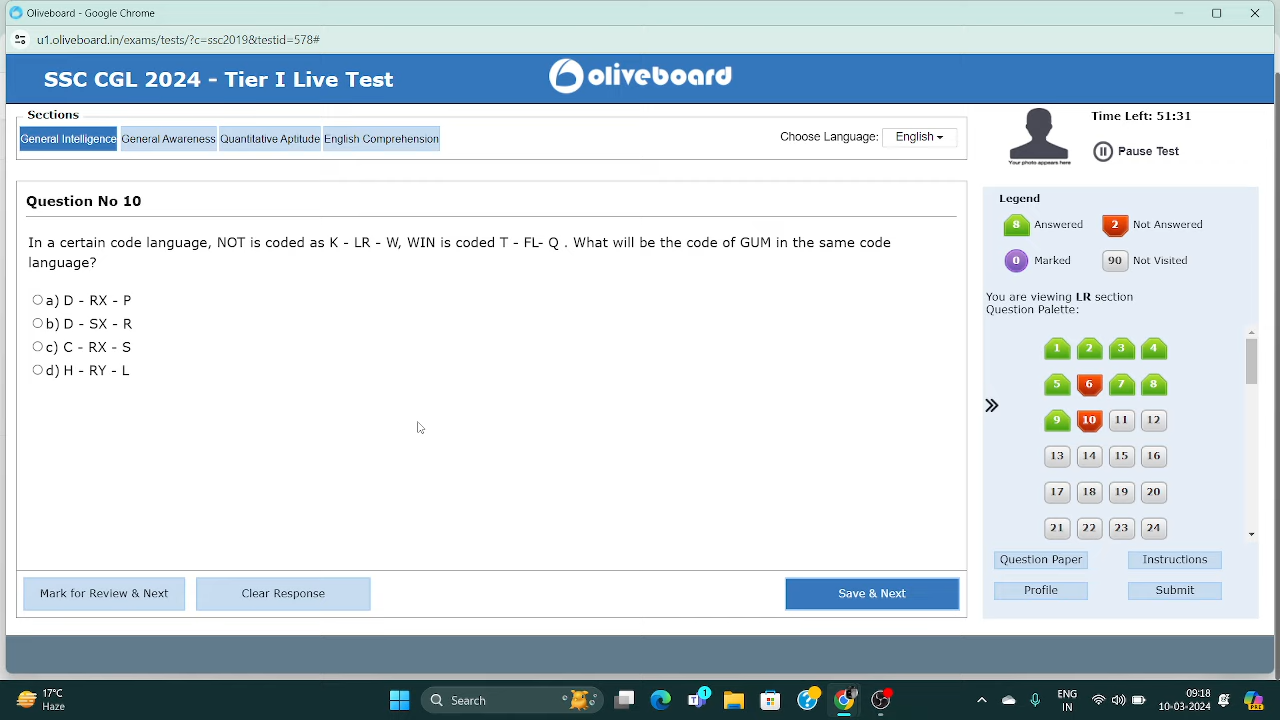 Oliveboard - Google Chrome
u1.oliveboard.in/exams/tests/?c=ssc2019&testid=578#
SSC CGL 2024 - Tier I Live Test
oliveboard
Sections
General Intelligence General Awareness Quantitative Aptitude English Comprehension
Choose Language: English
Your photo appears here
Time Left: 51:31
Pause Test
Question No 10
In a certain code language, NOT is coded as K - LR - W, WIN is coded T - FL- Q . What will be the code of GUM in the same code
language?
a) D - RX - P
b) D - SX - R
c) C - RX - S
d) H - RY - L
Mark for Review & Next Clear Response Save & Next
Legend
8 Answered 2 Not Answered
0 Marked 90 Not Visited
You are viewing LR section
Question Palette:
1 2 3 4
5 6 7 8
9 10 11 12
13 14 15 16
17 18 19 20
21 22 23 24
Question Paper Instructions
Profile Submit
17°C
Haze
Search
1
ENG
IN
09:18
10-03-2024